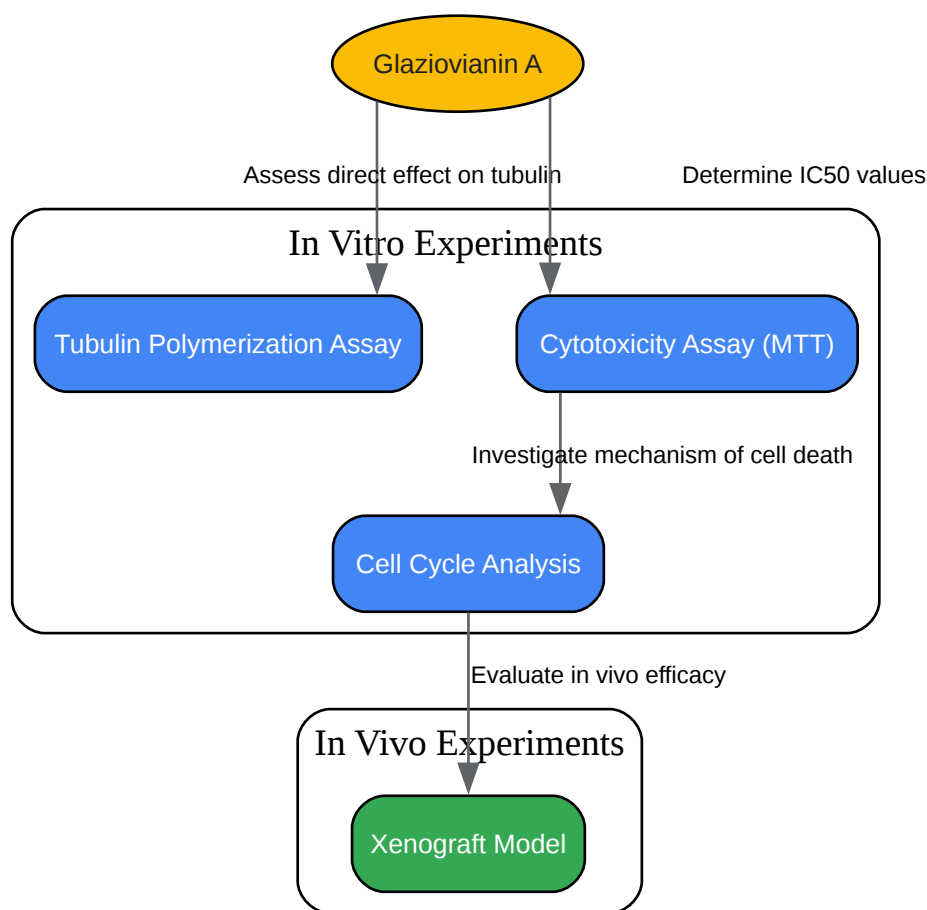 Glaziovianin A
Assess direct effect on tubulin
Determine IC50 values
In Vitro Experiments
Tubulin Polymerization Assay
Cytotoxicity Assay (MTT)
Investigate mechanism of cell death
Cell Cycle Analysis
Evaluate in vivo efficacy
In Vivo Experiments
Xenograft Model